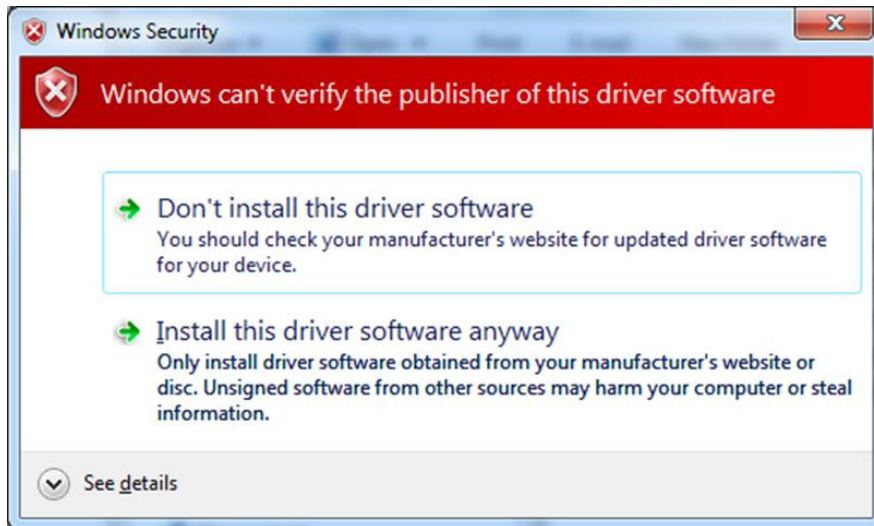 Windows Security
Windows can't verify the publisher of this driver software
Don't install this driver software
You should check your manufacturer's website for updated driver software
for your device.
Install this driver software anyway
Only install driver software obtained from your manufacturer's website or
disc. Unsigned software from other sources may harm your computer or steal
information.
See details